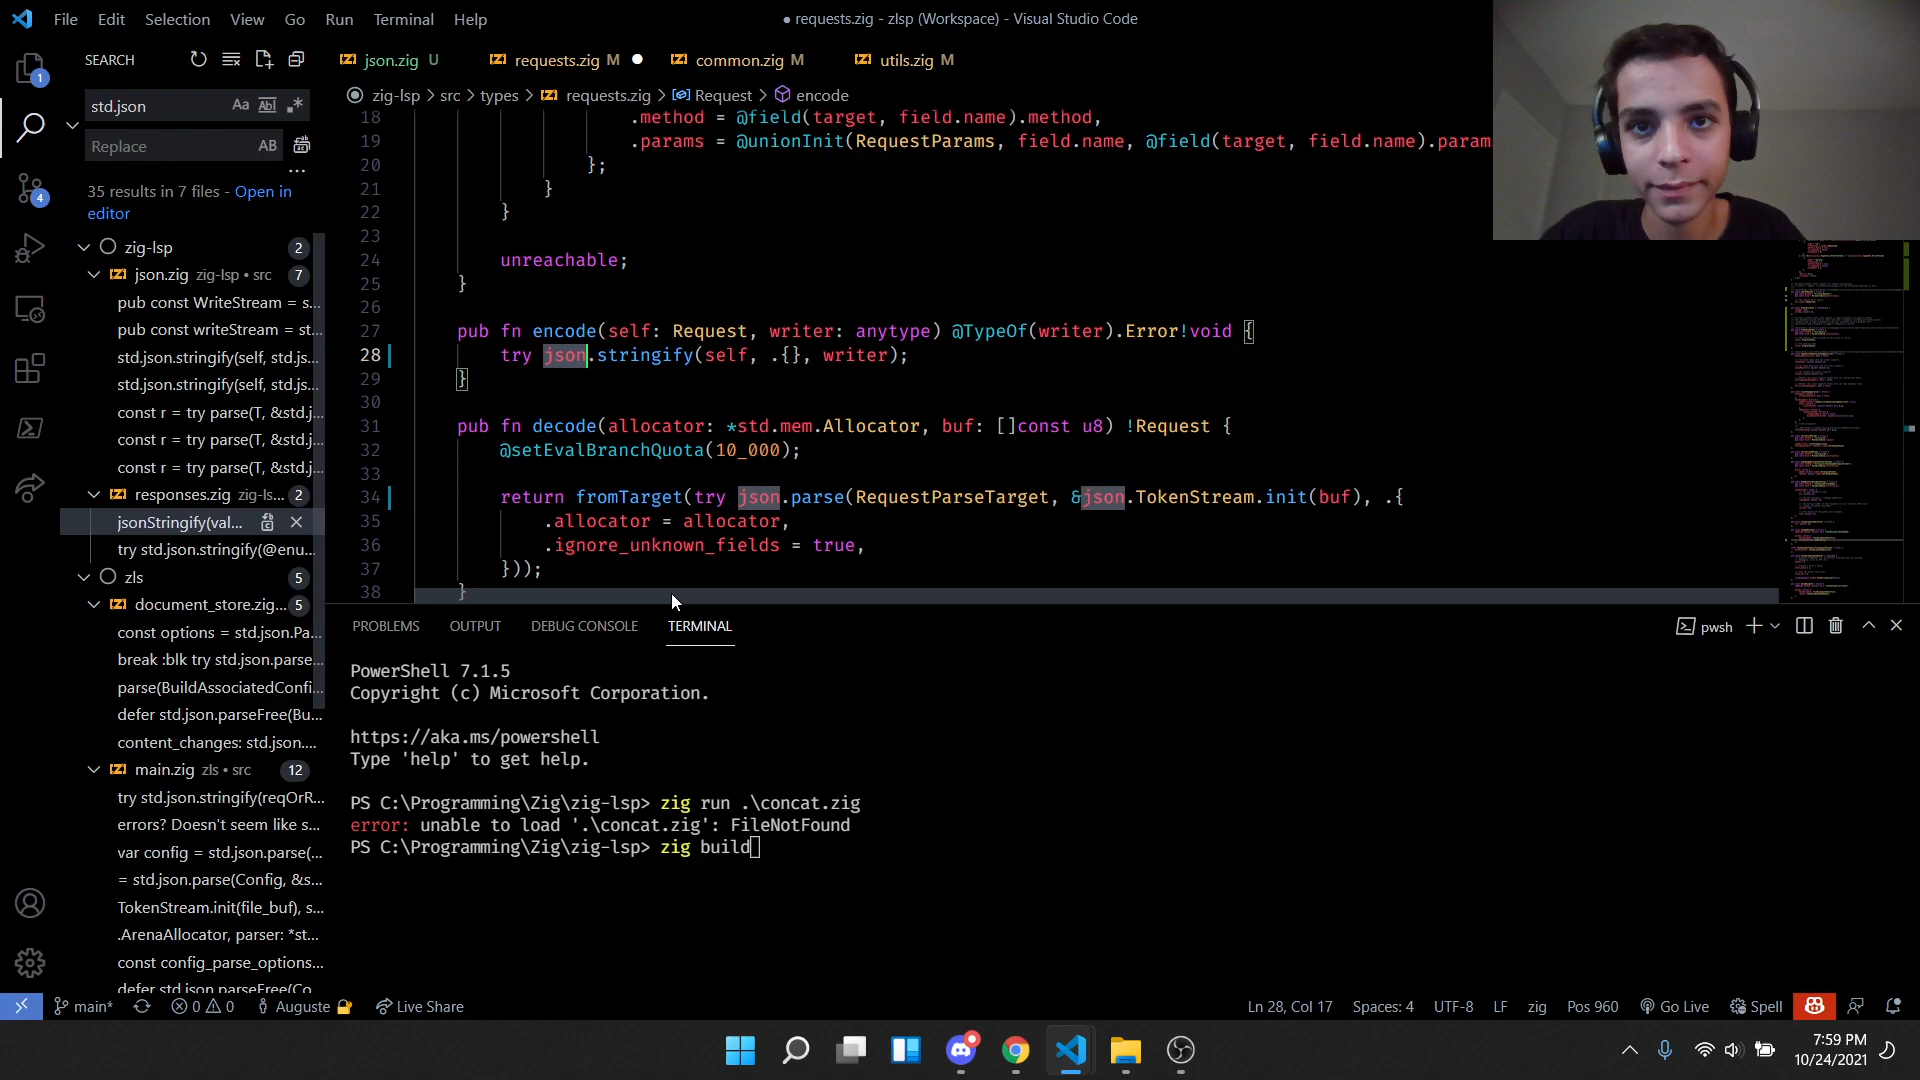 File Edit Selection View Go Run Terminal Help
● requests.zig - zlsp (Workspace) - Visual Studio Code
SEARCH
std.json
Aa Abl .*
Replace
AB
35 results in 7 files - Open in
editor
zig-lsp 2
json.zig zig-lsp • src 7
pub const WriteStream = s...
pub const writeStream = st...
std.json.stringify(self, std.js...
std.json.stringify(self, std.js...
const r = try parse(T, &std.j...
const r = try parse(T, &std.j...
const r = try parse(T, &std.j...
responses.zig zig-ls... 2
jsonStringify(val...
try std.json.stringify(@enu...
zls 5
document_store.zig... 5
const options = std.json.Pa...
break :blk try std.json.parse...
parse(BuildAssociatedConfi...
defer std.json.parseFree(Bu...
content_changes: std.json....
main.zig zls • src 12
try std.json.stringify(reqOrR...
errors? Doesn't seem like s...
var config = std.json.parse(...
= std.json.parse(Config, &s...
TokenStream.init(file_buf), s...
.ArenaAllocator, parser: *st...
const config_parse_options...
defer std.json.parseFree(Co
1
4
json.zig U
requests.zig M
common.zig M
utils.zig M
zig-lsp > src > types > requests.zig > Request > encode
18 .method = @field(target, field.name).method,
19 .params = @unionInit(RequestParams, field.name, @field(target, field.name).param
20 };
21 }
22 }
23
24 unreachable;
25 }
26
27 pub fn encode(self: Request, writer: anytype) @TypeOf(writer).Error!void {
28 try json.stringify(self, .{}, writer);
29 }
30
31 pub fn decode(allocator: *std.mem.Allocator, buf: []const u8) !Request {
32 @setEvalBranchQuota(10_000);
33
34 return fromTarget(try json.parse(RequestParseTarget, &json.TokenStream.init(buf), .{
35 .allocator = allocator,
36 .ignore_unknown_fields = true,
37 }));
38 }
PROBLEMS OUTPUT DEBUG CONSOLE TERMINAL
pwsh
PowerShell 7.1.5
Copyright (c) Microsoft Corporation.
https://aka.ms/powershell
Type 'help' to get help.
PS C:\Programming\Zig\zig-lsp> zig run .\concat.zig
error: unable to load '.\concat.zig': FileNotFound
PS C:\Programming\Zig\zig-lsp> zig build
main* 0 0 Auguste Live Share
Ln 28, Col 17 Spaces: 4 UTF-8 LF zig Pos 960 Go Live Spell
7:59 PM
10/24/2021